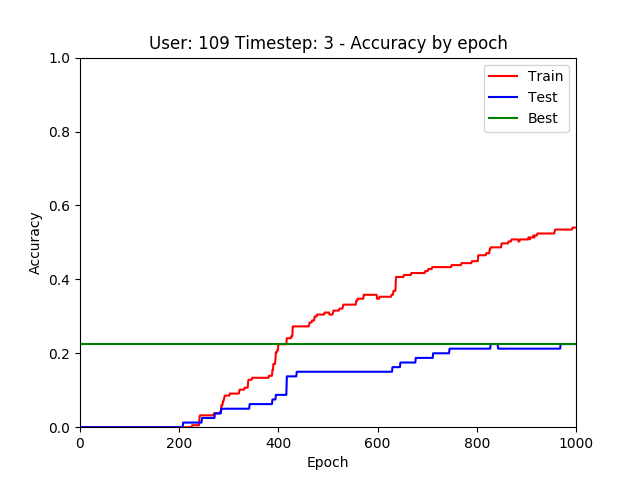 User: 109 Timestep: 3 - Accuracy by epoch
1.0
0.8
0.6
0.4
0.2
0.0
Accuracy
Train
Test
Best
0 200 400 600 800 1000
Epoch